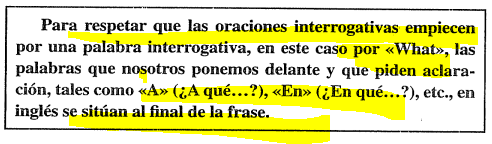 Para respetar que las oraciones interrogativas empiecen
por una palabra interrogativa, en este caso por «What», las
palabras que nosotros ponemos delante y que piden aclara-
ción, tales como «A» (¿A qué...?), «En» (¿En qué...?), etc., en
inglés se sitúan al final de la frase.